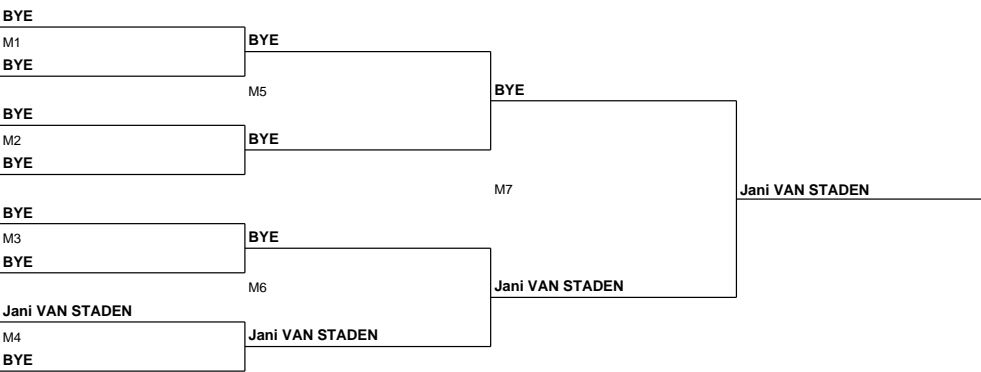 BYE
M1
BYE
BYE
M5
BYE
BYE
M2
BYE
BYE
M7
Jani VAN STADEN
BYE
M3
BYE
BYE
M6
Jani VAN STADEN
Jani VAN STADEN
M4
Jani VAN STADEN
BYE